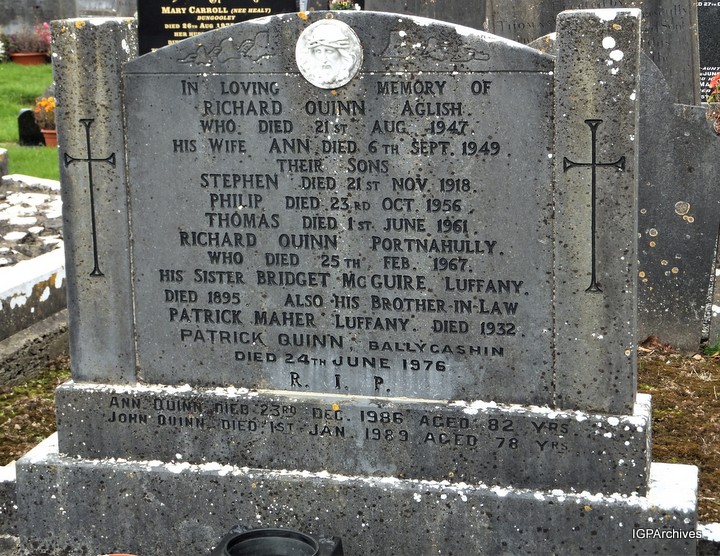 MARY CARROLL (NEE HEALY)
DUNGOOLEY
IN LOVING MEMORY OF
RICHARD QUINN AGLISH.
WHO DIED 21ST AUG. 1947.
HIS WIFE ANN, DIED 6TH SEPT. 1949
THEIR SONS
STEPHEN DIED 21ST NOV. 1918.
PHILIP, DIED 23RD OCT. 1956.
THOMAS DIED 1ST JUNE 1961.
RICHARD QUINN PORTNAHULLY.
WHO DIED 25TH FEB. 1967.
HIS SISTER BRIDGET MCGUIRE, LUFFANY.
DIED 1895 ALSO HIS BROTHER-IN-LAW
PATRICK MAHER LUFFANY. DIED 1932.
PATRICK QUINN, BALLYCASHIN
DIED 24TH JUNE 1976
R. I. P.
ANN QUINN DIED 23RD DEC. 1986 AGED 82 YRS.
JOHN QUINN, DIED 1ST JAN. 1989 AGED 78 YRS.
IGPArchives